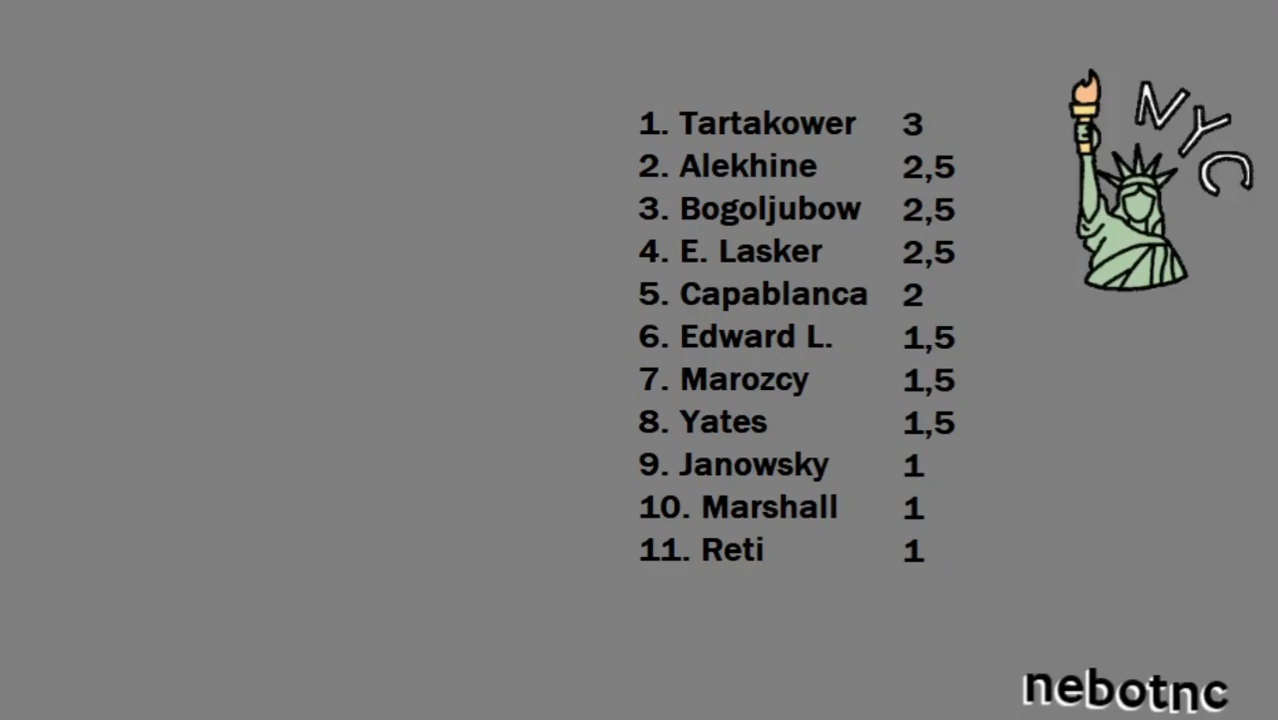 1. Tartakower 3
2. Alekhine 2,5
3. Bogoljubow 2,5
4. E. Lasker 2,5
5. Capablanca 2
6. Edward L. 1,5
7. Marozcy 1,5
8. Yates 1,5
9. Janowsky 1
10. Marshall 1
11. Reti 1
NYC
nebotnc